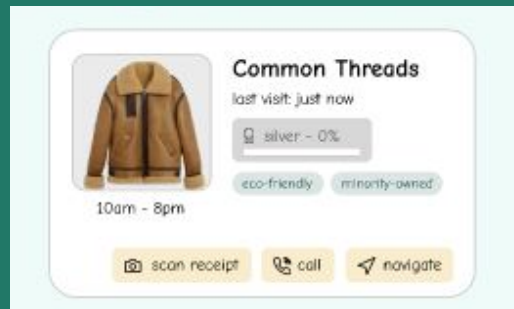 Common Threads
last visit: just now
silver - 0%
eco-friendly minority-owned
10am - 8pm
scan receipt call navigate